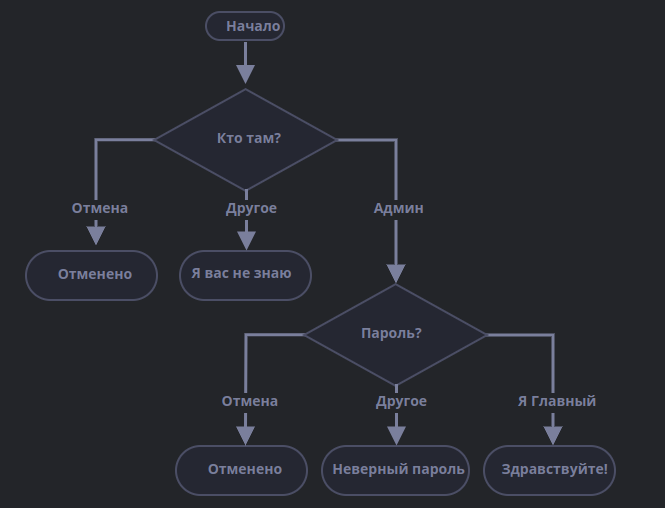 Начало
Кто там?
Отмена
Другое
Админ
Отменено
Я вас не знаю
Пароль?
Отмена
Другое
Я Главный
Отменено
Неверный пароль
Здравствуйте!